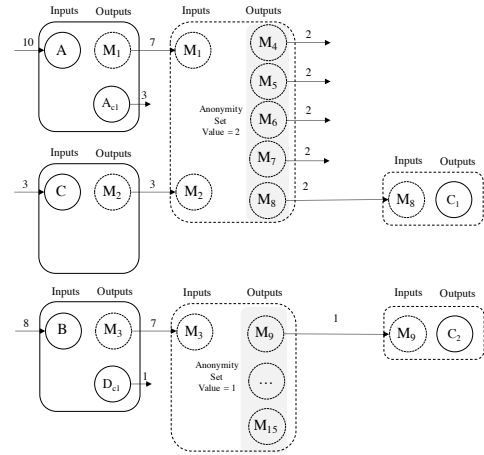 Inputs Outputs Inputs Outputs
10 A M1 7 M1 M4 2
Ac1 3 M5 2
Anonymity
Set
Value = 2
M6 2
M7 2
Inputs Outputs
3 C M2 3 M2 M8 2
Inputs Outputs
M8 C1
Inputs Outputs Inputs Outputs Inputs Outputs
8 B M3 7 M3 M9 1 M9 C2
Dc1 1
Anonymity
Set
Value = 1
...
M15